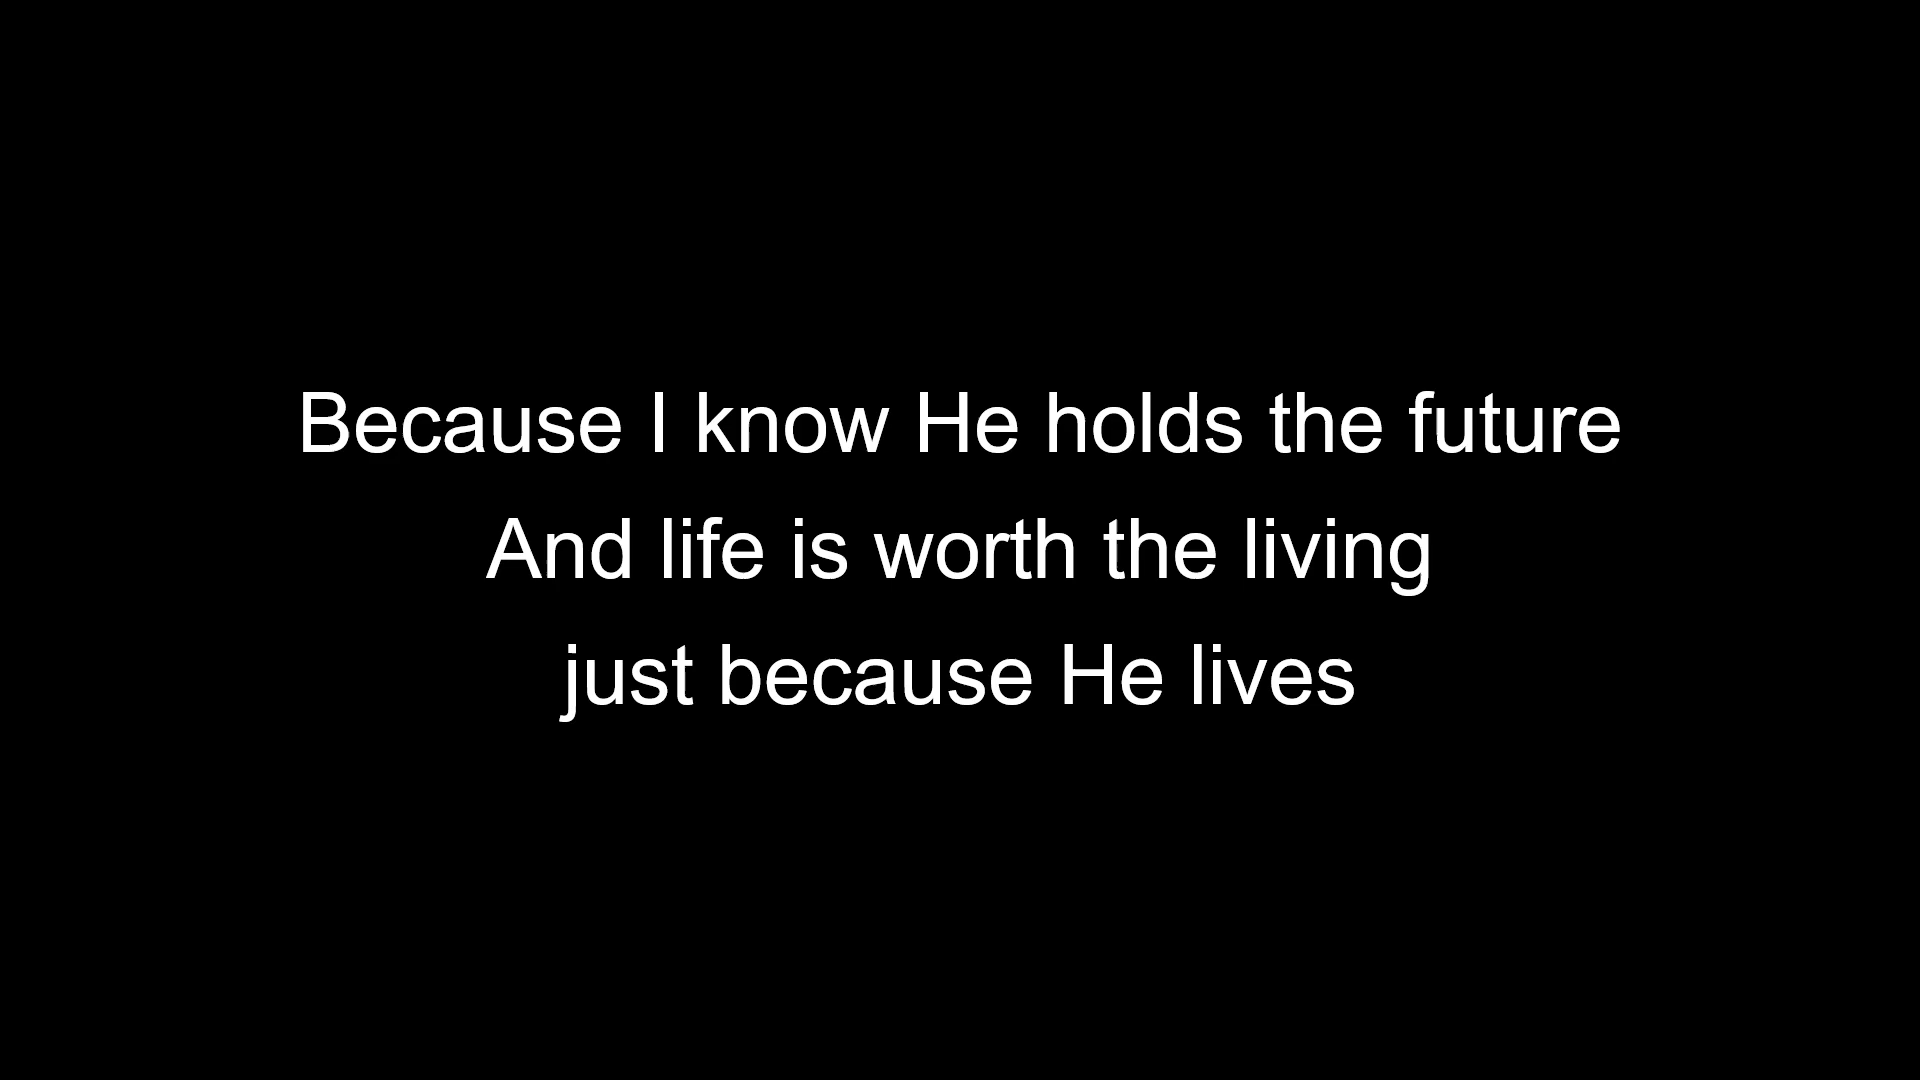 Because I know He holds the future
And life is worth the living
just because He lives